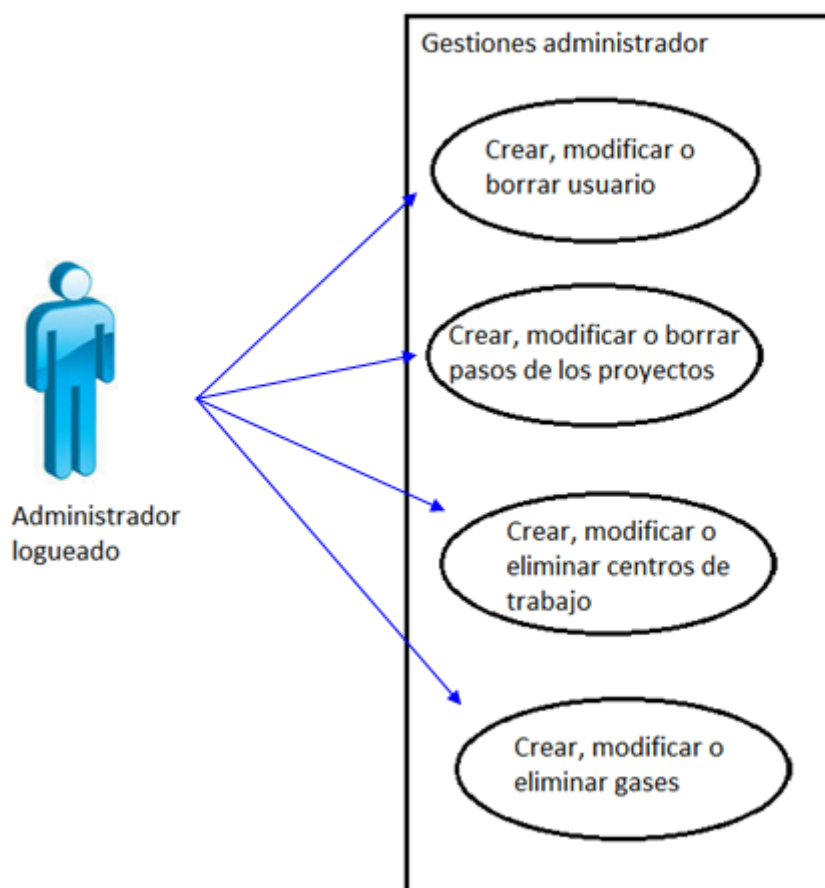 Gestiones administrador
Crear, modificar o
borrar usuario
Crear, modificar o borrar
pasos de los proyectos
Administrador
logueado
Crear, modificar o
eliminar centros de
trabajo
Crear, modificar o
eliminar gases